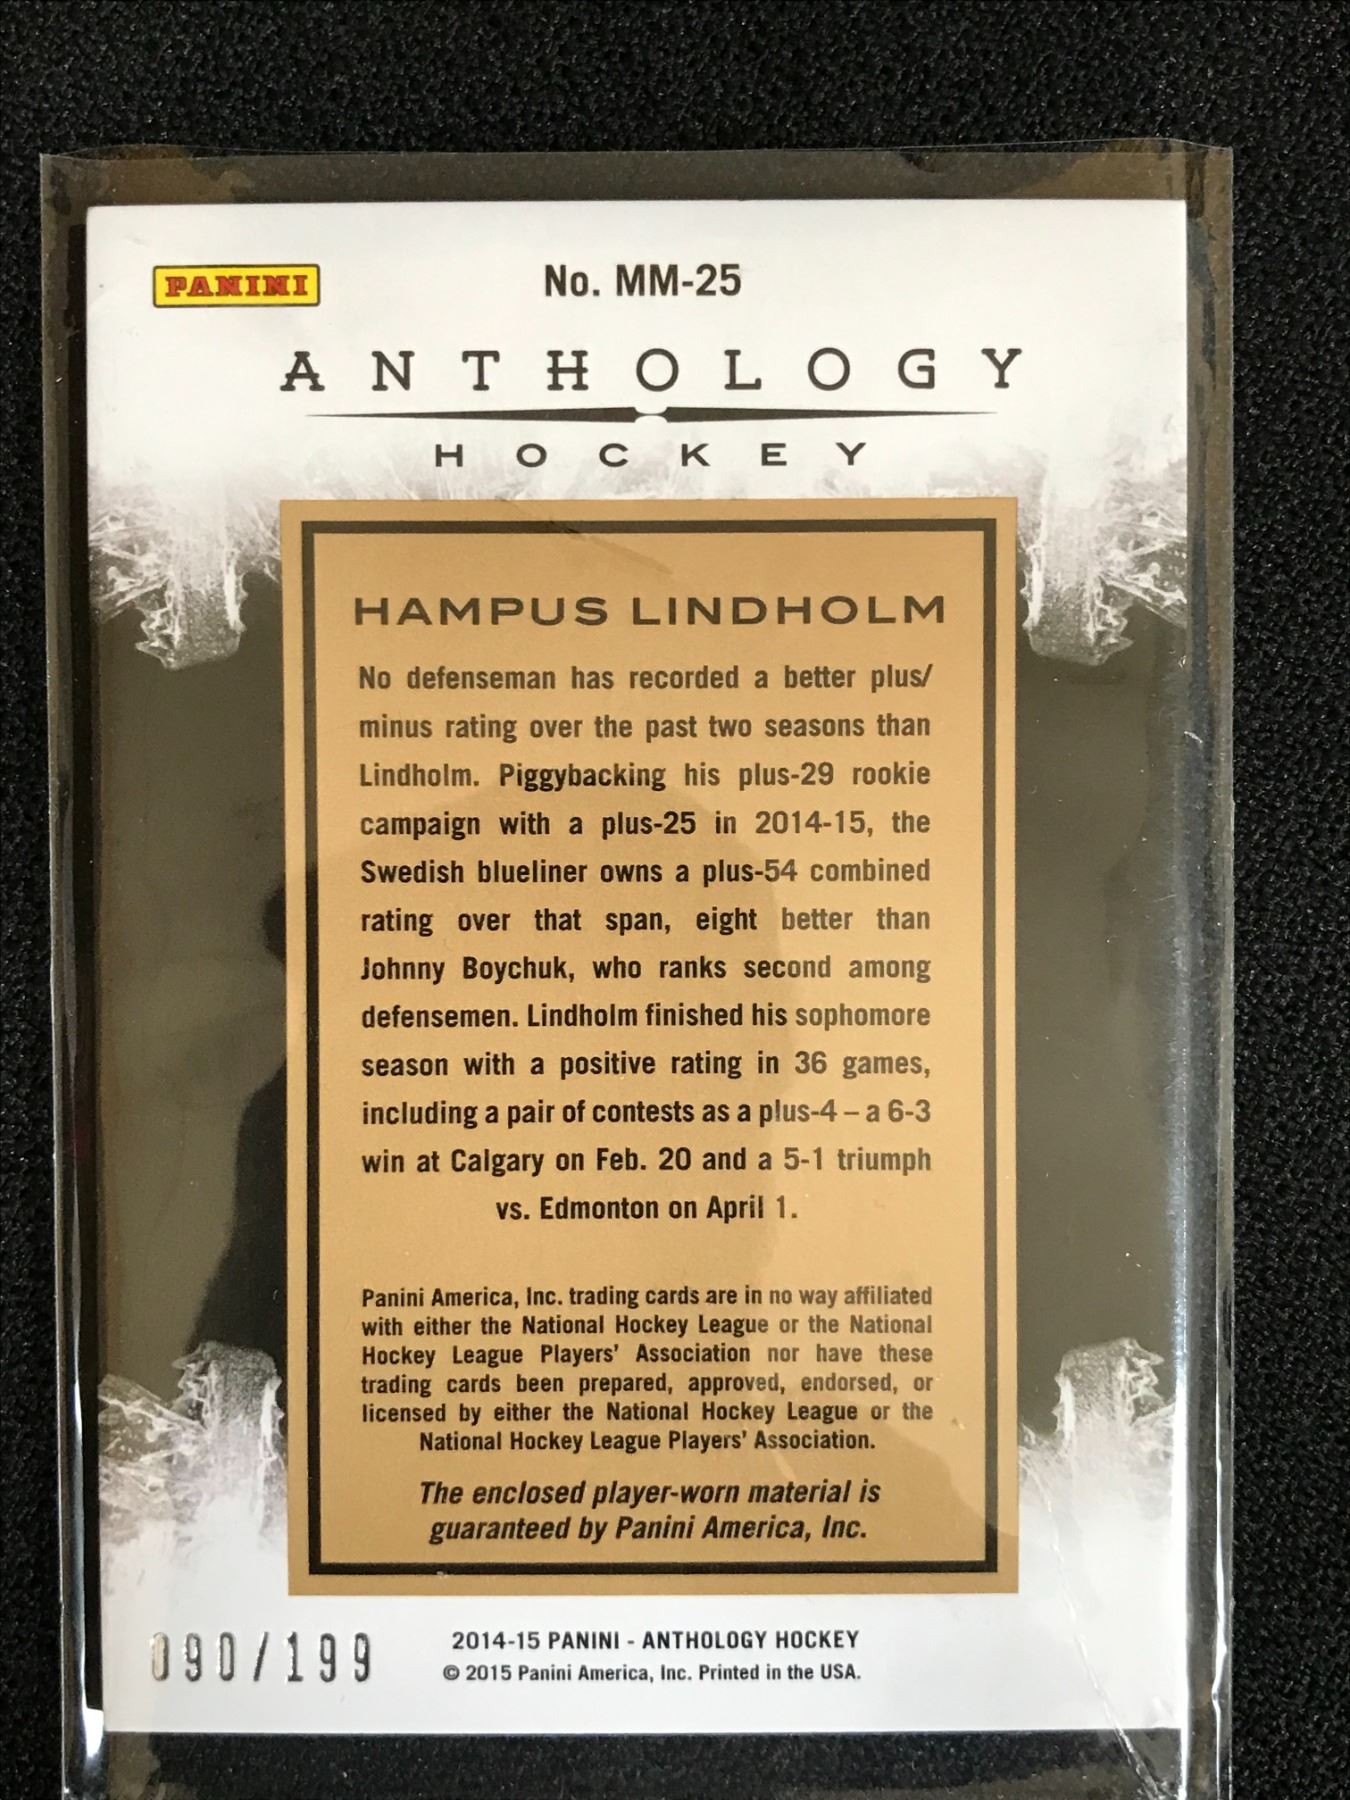 PANINI
No. MM-25
ANTHOLOGY
HOCKEY
HAMPUS LINDHOLM
No defenseman has recorded a better plus/
minus rating over the past two seasons than
Lindholm. Piggybacking his plus-29 rookie
campaign with a plus-25 in 2014-15, the
Swedish blueliner owns a plus-54 combined
rating over that span, eight better than
Johnny Boychuk, who ranks second among
defensemen. Lindholm finished his sophomore
season with a positive rating in 36 games,
including a pair of contests as a plus-4 – a 6-3
win at Calgary on Feb. 20 and a 5-1 triumph
vs. Edmonton on April 1.
Panini America, Inc. trading cards are in no way affiliated
with either the National Hockey League or the National
Hockey League Players' Association nor have these
trading cards been prepared, approved, endorsed, or
licensed by either the National Hockey League or the
National Hockey League Players' Association.
The enclosed player-worn material is
guaranteed by Panini America, Inc.
090/199
2014-15 PANINI - ANTHOLOGY HOCKEY
© 2015 Panini America, Inc. Printed in the USA.